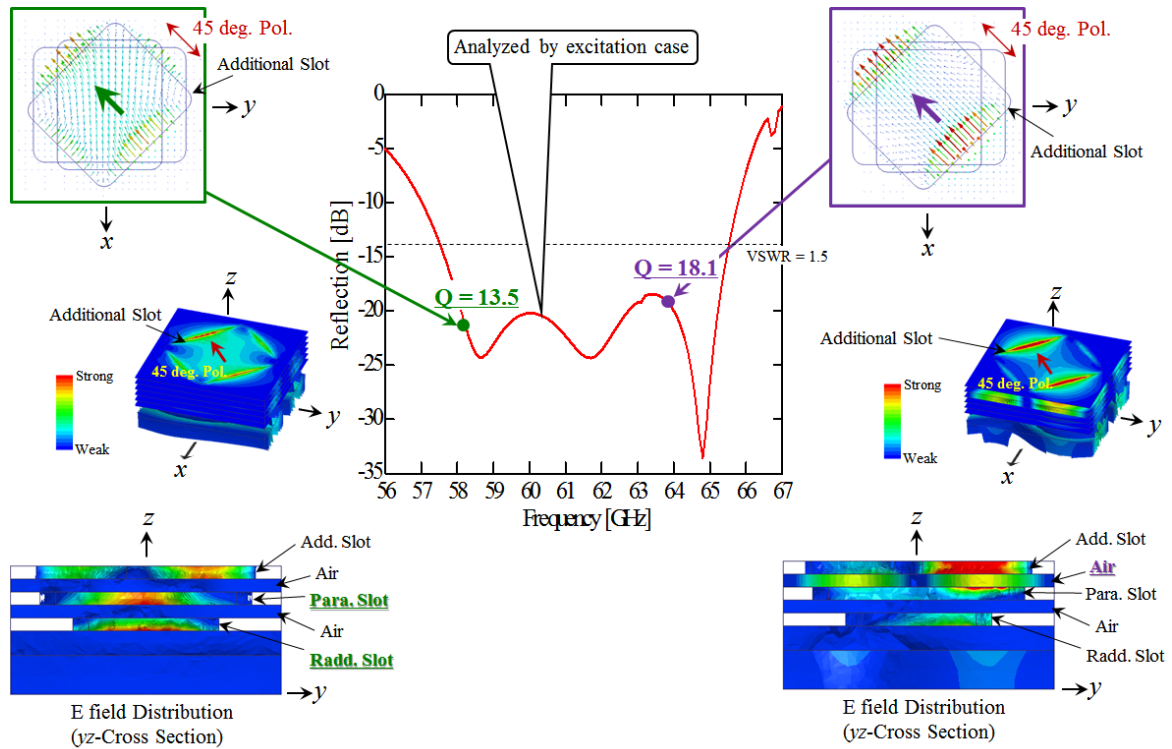 45 deg. Pol.
Additional Slot
y
x
Analyzed by excitation case
45 deg. Pol.
y
Additional Slot
x
0
-5
-10
-15
-20
-25
-30
-35
Reflection [dB]
56 57 58 59 60 61 62 63 64 65 66 67
Frequency [GHz]
VSWR = 1.5
Q = 13.5
Q = 18.1
z
Additional Slot
Strong
45 deg. Pol.
Weak
y
x
z
Additional Slot
Strong
45 deg. Pol.
Weak
y
x
z
Add. Slot
Air
Para. Slot
Air
Radd. Slot
y
E field Distribution
(yz-Cross Section)
z
Add. Slot
Air
Para. Slot
Air
Radd. Slot
y
E field Distribution
(yz-Cross Section)